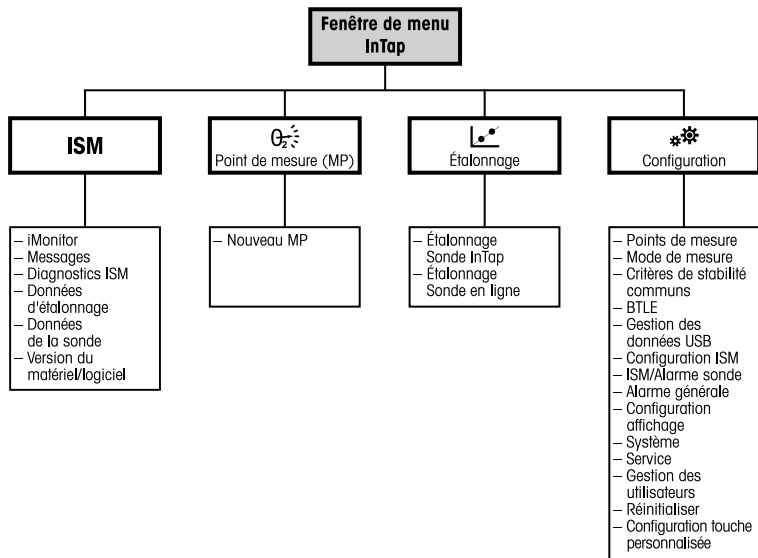 Fenêtre de menu
InTap
ISM
O₂
Point de mesure (MP)
Étalonnage
Configuration
– iMonitor
– Messages
– Diagnostics ISM
– Données
d'étalonnage
– Données
de la sonde
– Version du
matériel/logiciel
– Nouveau MP
– Étalonnage
Sonde InTap
– Étalonnage
Sonde en ligne
– Points de mesure
– Mode de mesure
– Critères de stabilité
communs
– BTLE
– Gestion des
données USB
– Configuration ISM
– ISM/Alarme sonde
– Alarme générale
– Configuration
affichage
– Système
– Service
– Gestion des
utilisateurs
– Réinitialiser
– Configuration touche
personnalisée